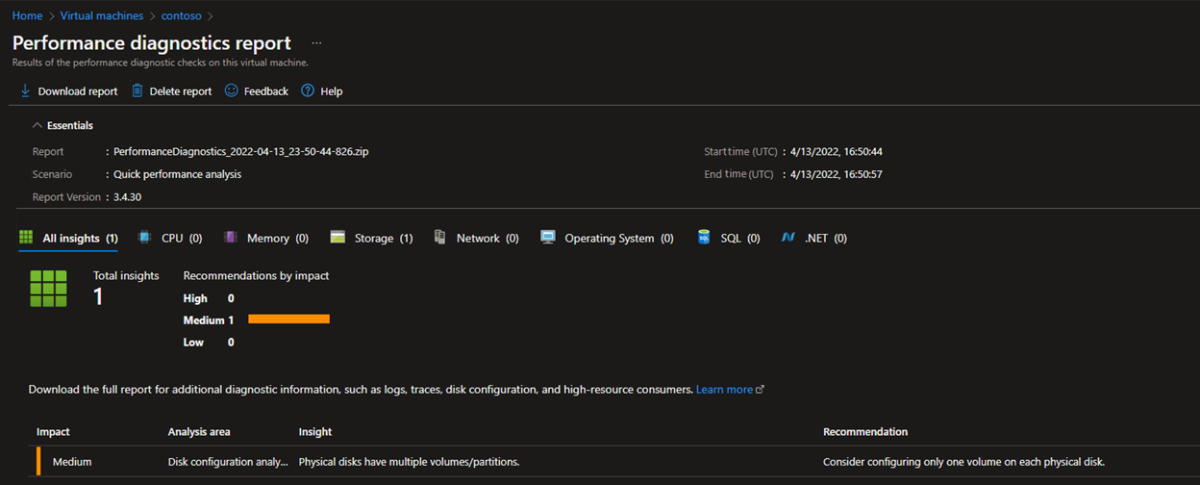 Home > Virtual machines > contoso >
Performance diagnostics report ...
Results of the performance diagnostic checks on this virtual machine.
Download report Delete report Feedback Help
Essentials
Report : PerformanceDiagnostics_2022-04-13_23-50-44-826.zip Start time (UTC) : 4/13/2022, 16:50:44
Scenario : Quick performance analysis End time (UTC) : 4/13/2022, 16:50:57
Report Version : 3.4.30
All insights (1) CPU (0) Memory (0) Storage (1) Network (0) Operating System (0) SQL SQL (0) .NET (0)
Total insights Recommendations by impact
1
High 0
Medium 1
Low 0
Download the full report for additional diagnostic information, such as logs, traces, disk configuration, and high-resource consumers. Learn more
Impact Analysis area Insight Recommendation
Medium Disk configuration analy... Physical disks have multiple volumes/partitions. Consider configuring only one volume on each physical disk.